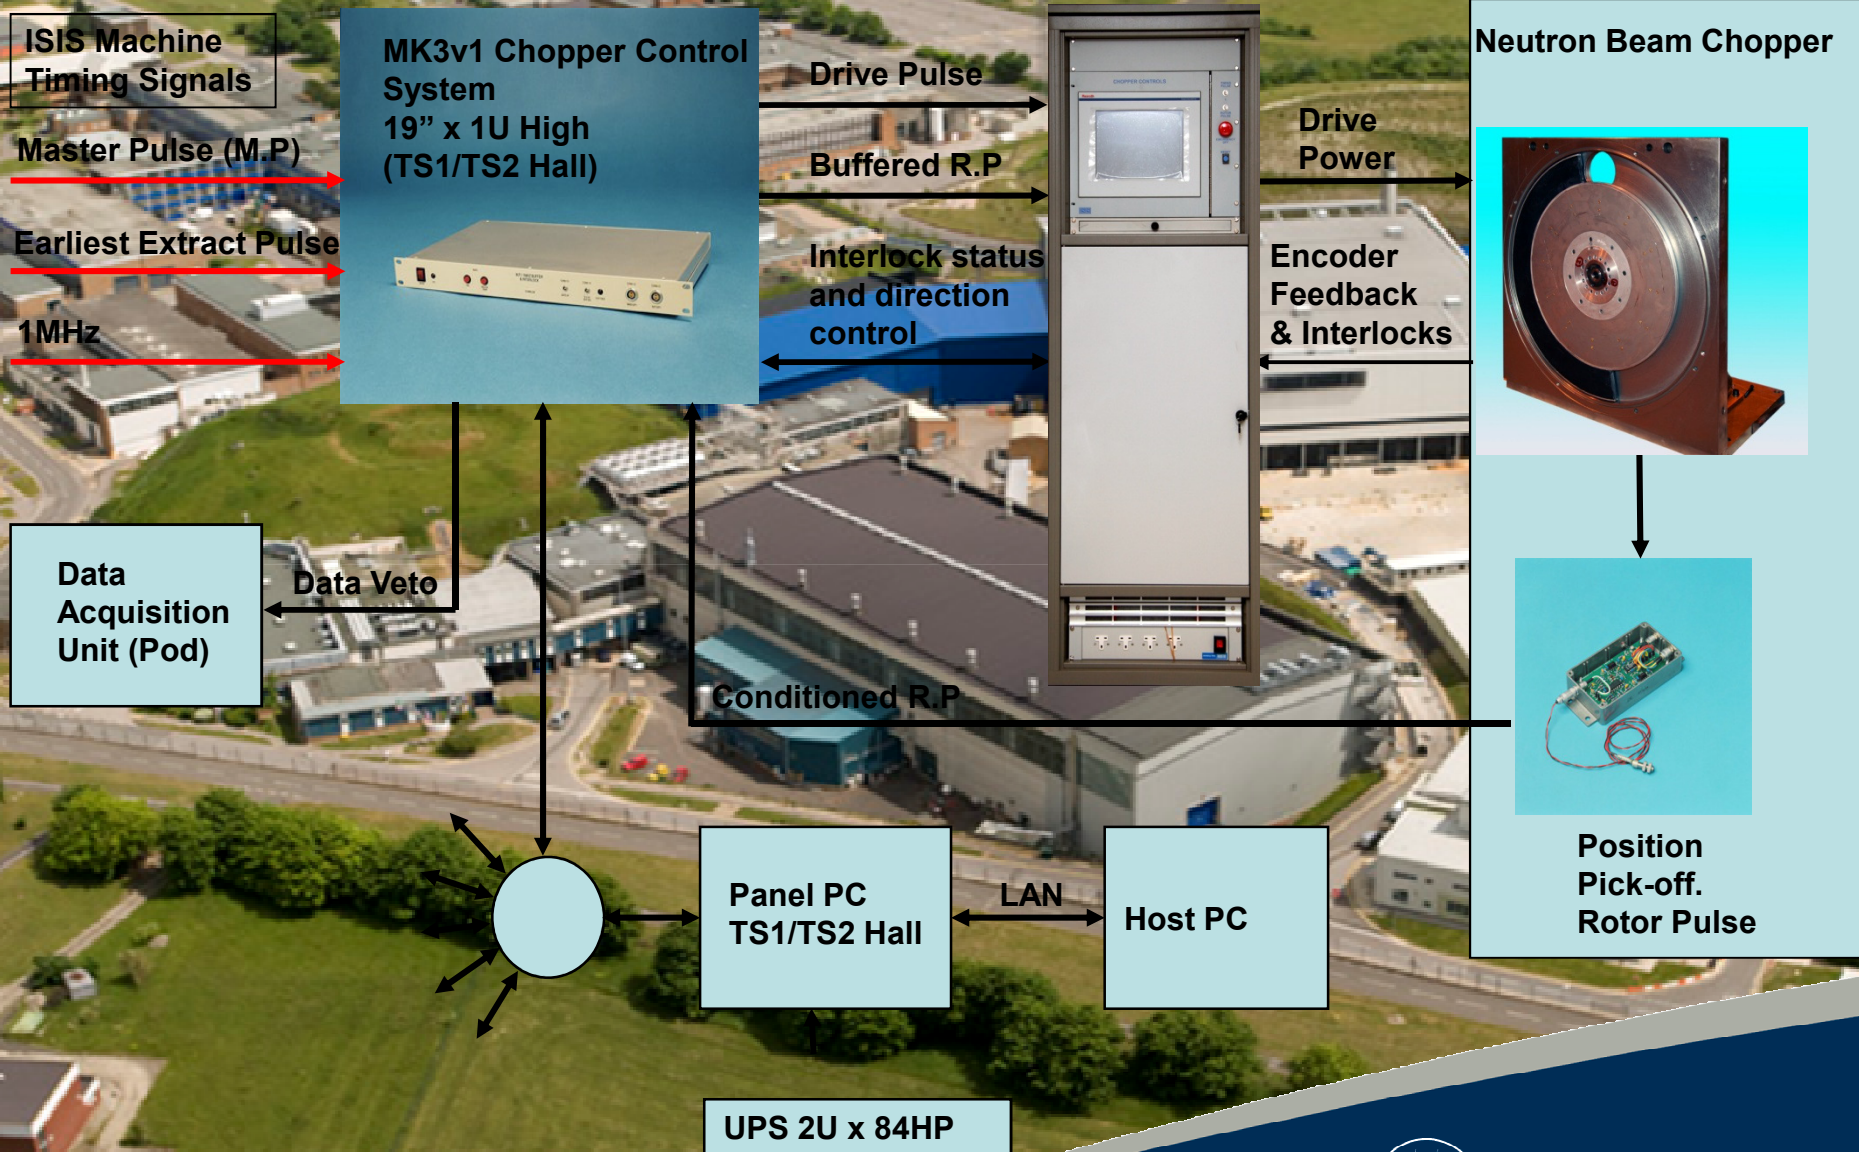 ISIS Machine
Timing Signals
Master Pulse (M.P)
Earliest Extract Pulse
1MHz
MK3v1 Chopper Control
System
19” x 1U High
(TS1/TS2 Hall)
Drive Pulse
Buffered R.P
Interlock status
and direction
control
CHOPPER CONTROLS
Drive
Power
Encoder
Feedback
& Interlocks
Neutron Beam Chopper
Data
Acquisition
Unit (Pod)
Data Veto
Conditioned R.P
Position
Pick-off.
Rotor Pulse
Panel PC
TS1/TS2 Hall
LAN
Host PC
UPS 2U x 84HP